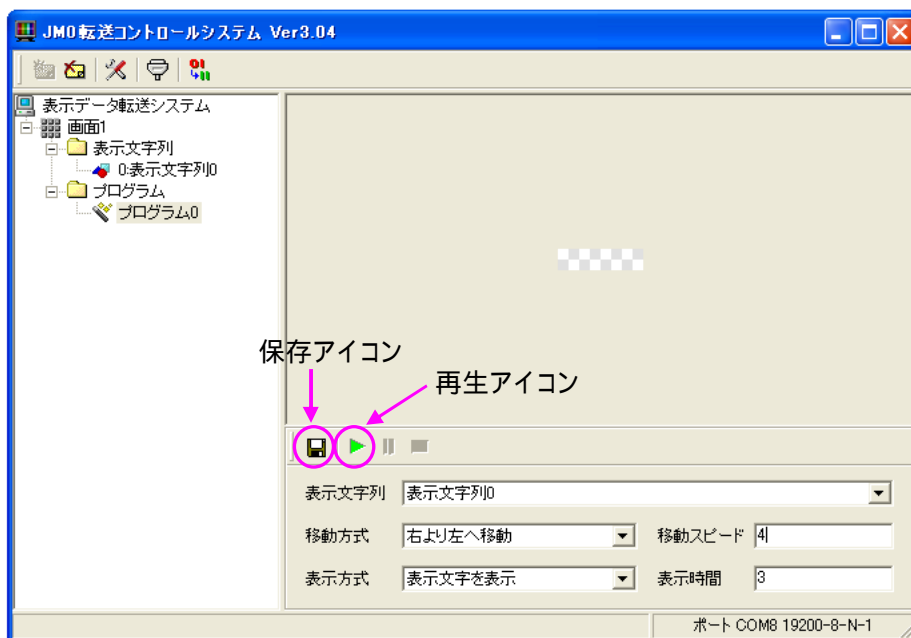 JM0転送コントロールシステム Ver3.04
表示データ転送システム
画面1
表示文字列
0:表示文字列0
プログラム
プログラム0
保存アイコン
再生アイコン
表示文字列 表示文字列0
移動方式 右より左へ移動 移動スピード 4
表示方式 表示文字を表示 表示時間 3
ポート COM8 19200-8-N-1